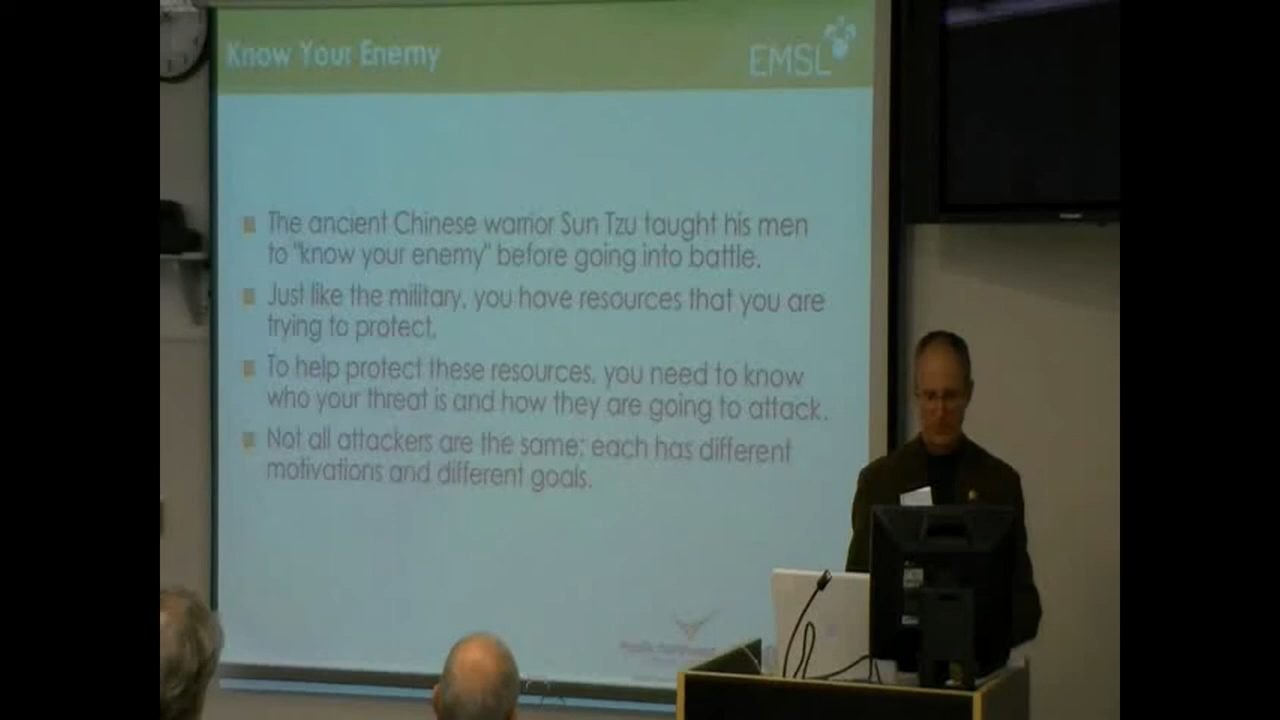 Know Your Enemy
EMSL
The ancient Chinese warrior Sun Tzu taught his men
to "know your enemy" before going into battle.
Just like the military, you have resources that you are
trying to protect.
To help protect these resources, you need to know
who your threat is and how they are going to attack.
Not all attackers are the same; each has different
motivations and different goals.
Pacific Northwest